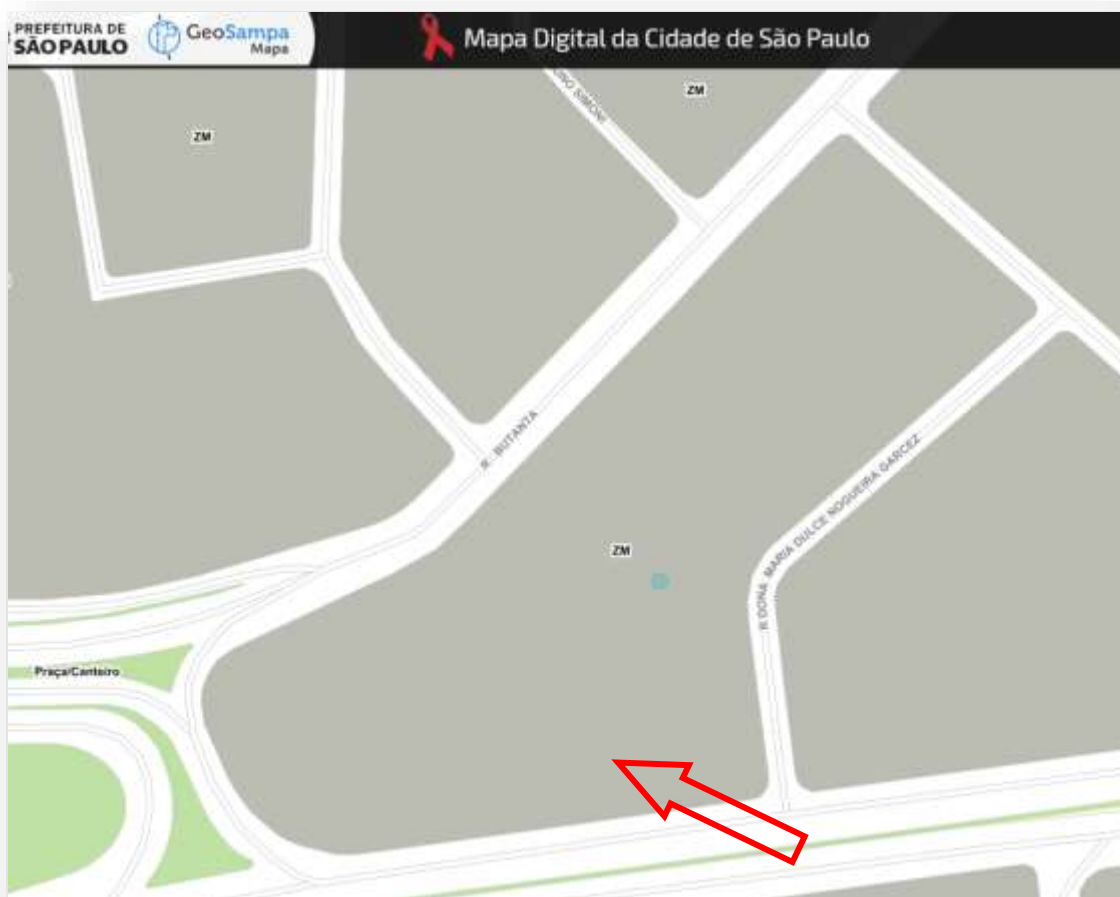 PREFEITURA DE
SÃO PAULO
GeoSampa
Mapa
Mapa Digital da Cidade de São Paulo
SIMONI
ZM
ZM
R. BUTANTA
R DONA MARIA DULCE NOGUEIRA GARCEZ
ZM
Praça/Canteiro